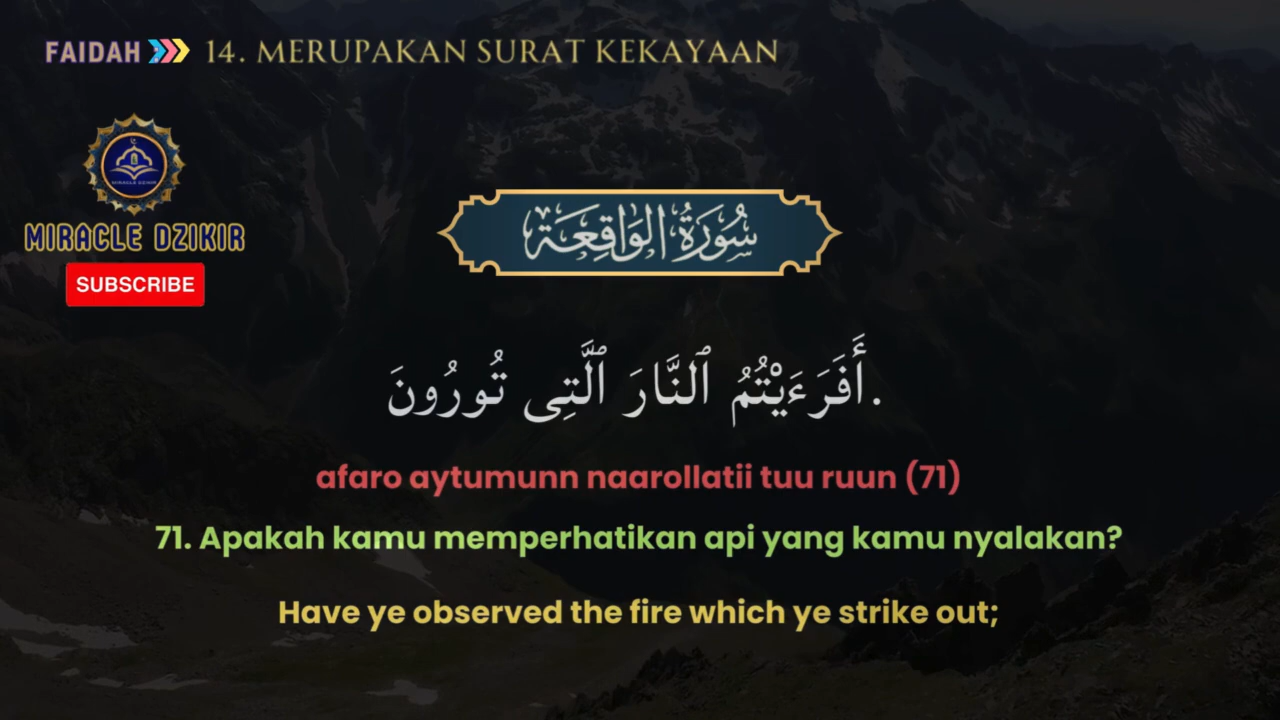 FAIDAH 14. MERUPAKAN SURAT KEKAYAAN
MIRACLE DZIKIR
MIRACLE DZIKIR
SUBSCRIBE
سُورَةُ الوَاقِعَة
أَفَرَءَيْتُمُ ٱلنَّارَ ٱلَّتِى تُورُونَ.
afaro aytumunn naarollatii tuu ruun (71)
71. Apakah kamu memperhatikan api yang kamu nyalakan?
Have ye observed the fire which ye strike out;